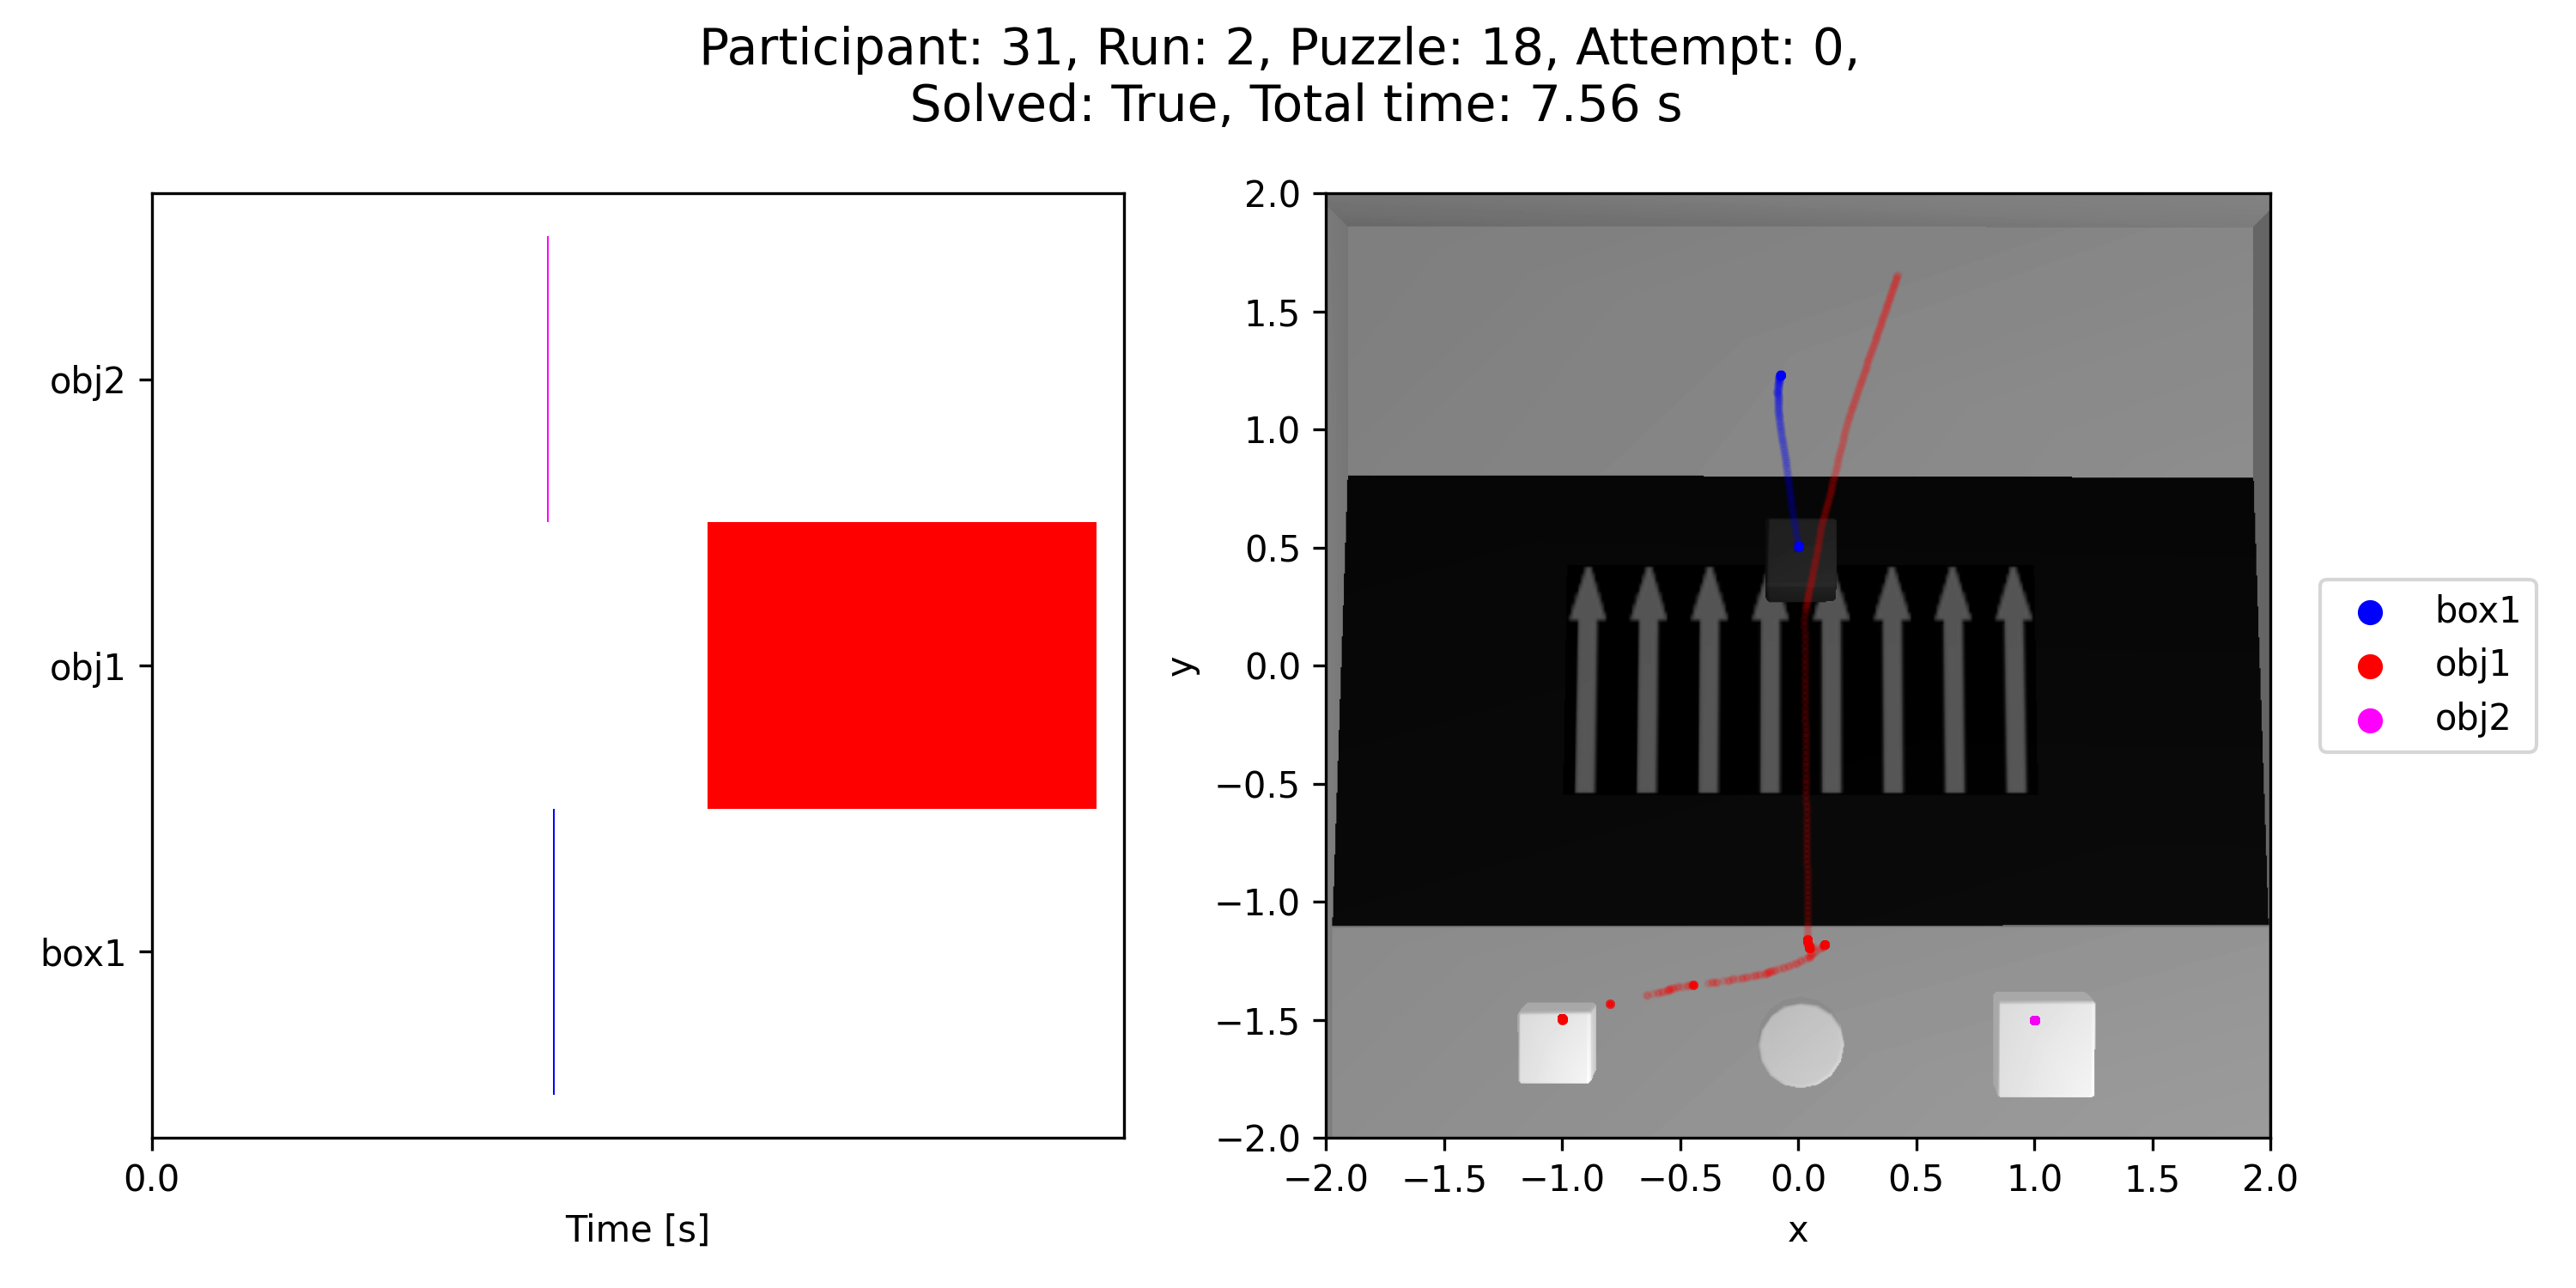 Participant: 31, Run: 2, Puzzle: 18, Attempt: 0,
Solved: True, Total time: 7.56 s
obj2
obj1
box1
0.0
Time [s]
2.0
1.5
1.0
0.5
0.0
−0.5
−1.0
−1.5
−2.0
y
−2.0 −1.5 −1.0 −0.5 0.0 0.5 1.0 1.5 2.0
x
box1
obj1
obj2